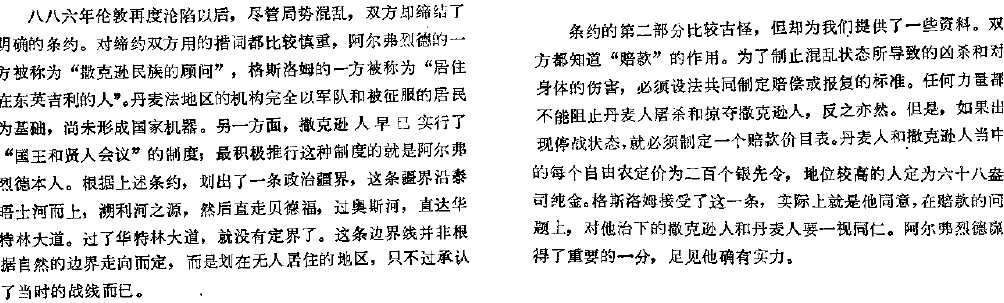 八八六年伦敦再度沦陷以后，尽管局势混乱，双方却缔结了
明确的条约。对缔约双方用的措词都比较慎重，阿尔弗烈德的一
方被称为“撒克逊民族的顾问”，格斯洛姆的一方被称为“居住
在东英吉利的人”。丹麦法地区的机构完全以军队和被征服的居民
为基础，尚未形成国家机器。另一方面，撒克逊人早已实行了
“国王和贤人会议”的制度；最积极推行这种制度的就是阿尔弗
烈德本人。根据上述条约，划出了一条政治疆界，这条疆界沿泰
晤士河而上，溯利河之源，然后直走贝德福，过奥斯河，直达华
特林大道。过了华特林大道，就没有定界了。这条边界线并非根
据自然的边界走向而定，而是划在无人居住的地区，只不过承认
了当时的战线而已。
条约的第二部分比较古怪，但却为我们提供了一些资料。双
方都知道“赔款”的作用。为了制止混乱状态所导致的凶杀和对
身体的伤害，必须设法共同制定赔偿或报复的标准。任何力量都
不能阻止丹麦人屠杀和掠夺撒克逊人，反之亦然。但是，如果出
现停战状态，就必须制定一个赔款价目表。丹麦人和撒克逊人当中
的每个自由农定价为二百个银先令，地位较高的人定为六十八盎
司纯金。格斯洛姆接受了这一条，实际上就是他同意，在赔款的问
题上，对他治下的撒克逊人和丹麦人要一视同仁。阿尔弗烈德赢
得了重要的一分，足见他确有实力。